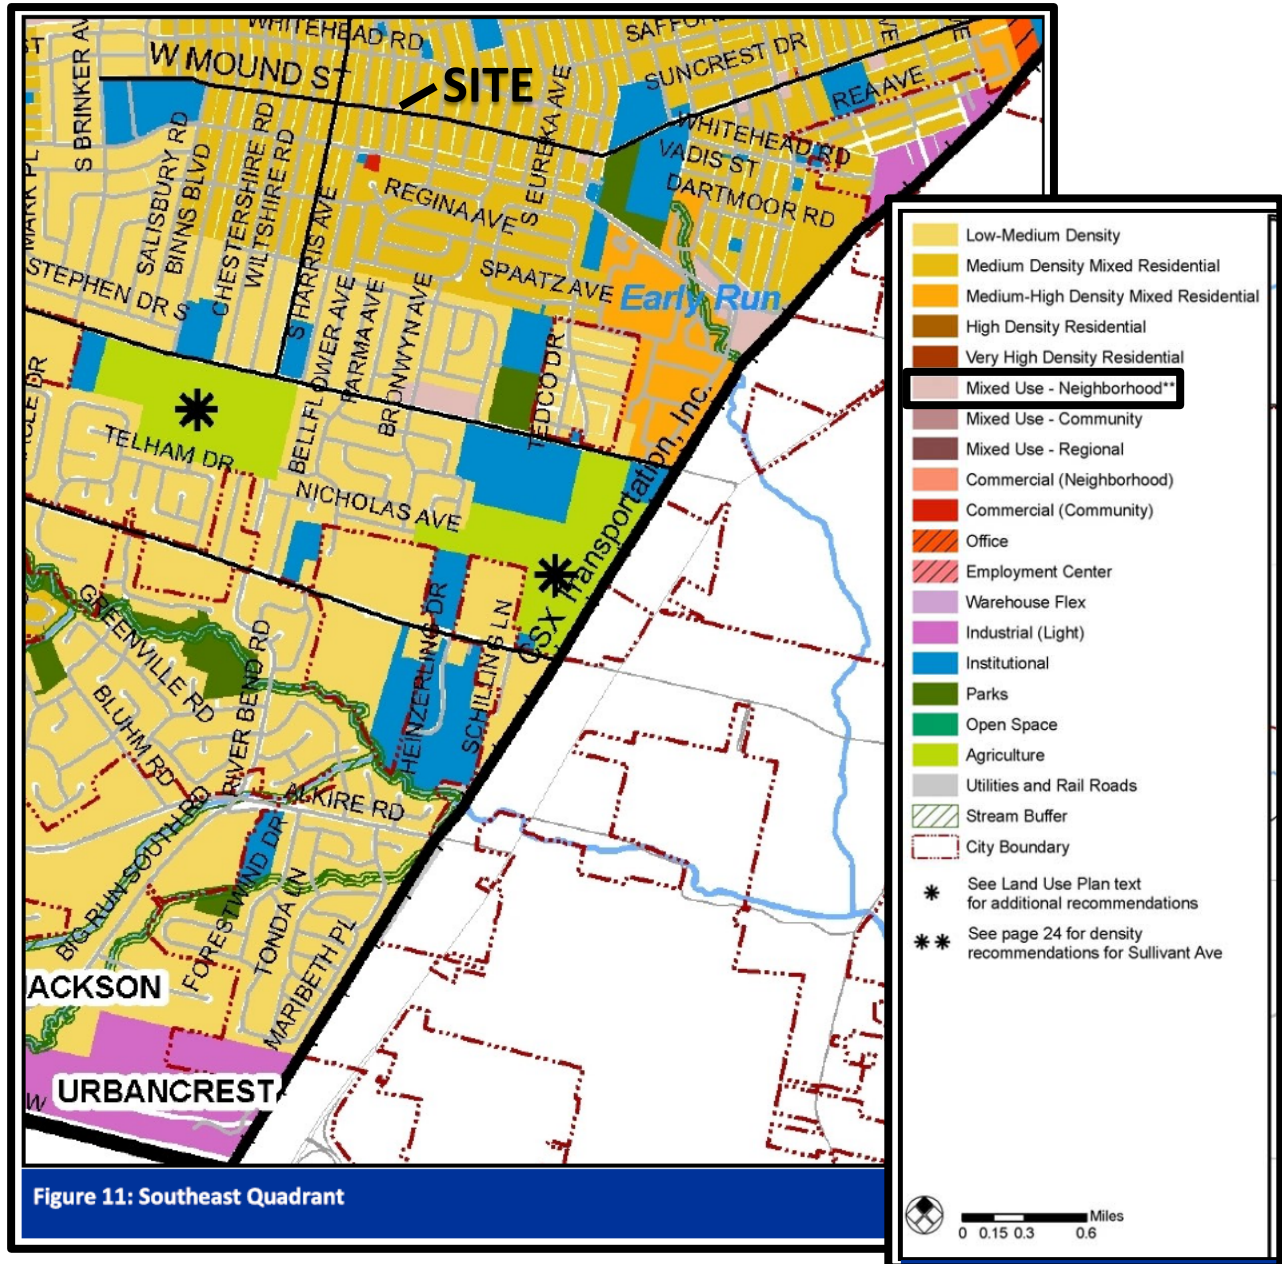 WHITEHEAD RD
ST
S BRINKER AV
W MOUND ST
SITE
SAFFOR
SUNCREST DR
REA AVE
WHITEHEAD RD
VADIS ST
DARTMOOR RD
MARK PL
SALISBURY RD
BINNS BLVD
CHESTERSHIRE RD
WILTSHIRE RD
S HARRIS AVE
REGINA AVE
S EUREKA AVE
SPAATZ AVE
Early Run
STEPHEN DR S
BELLFLOWER AVE
PARMA AVE
BRONWYN AVE
TEDCO DR
TELHAM DR
NICHOLAS AVE
CSX Transportation, Inc.
GREENVILLE RD
BLUHM RD
RIVER BEND RD
HEINZERLING DR
SCHILLING LN
ALKIRE RD
BIG RUN SOUTH RD
FORESTWIND DR
TONDA LN
MARIBETH PL
ACKSON
URBANCREST
W
Figure 11: Southeast Quadrant
Low-Medium Density
Medium Density Mixed Residential
Medium-High Density Mixed Residential
High Density Residential
Very High Density Residential
Mixed Use - Neighborhood**
Mixed Use - Community
Mixed Use - Regional
Commercial (Neighborhood)
Commercial (Community)
Office
Employment Center
Warehouse Flex
Industrial (Light)
Institutional
Parks
Open Space
Agriculture
Utilities and Rail Roads
Stream Buffer
City Boundary
* See Land Use Plan text
for additional recommendations
** See page 24 for density
recommendations for Sullivant Ave
Miles
0 0.15 0.3 0.6